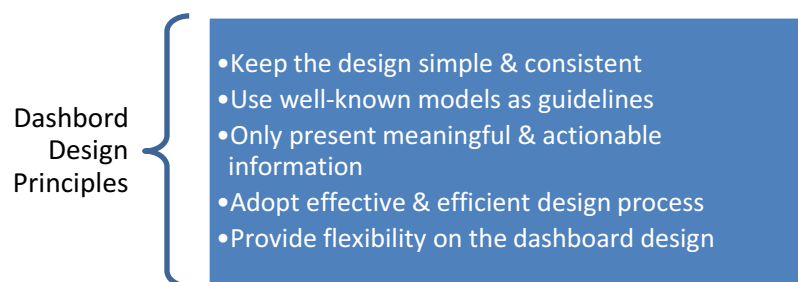 Dashbord
Design
Principles
•Keep the design simple & consistent
•Use well-known models as guidelines
•Only present meaningful & actionable
information
•Adopt effective & efficient design process
•Provide flexibility on the dashboard design